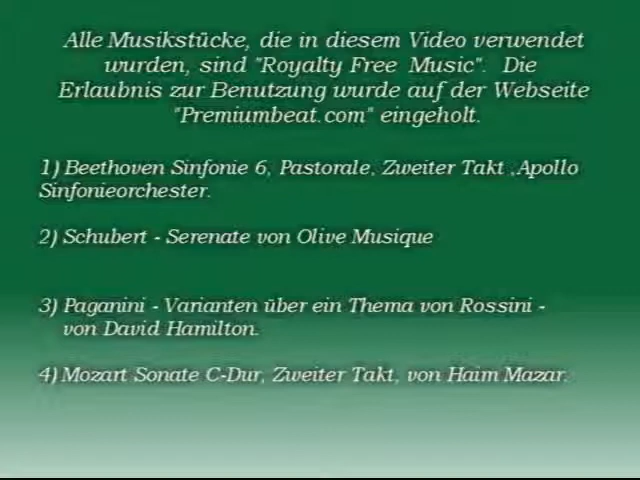 Alle Musikstücke, die in diesem Video verwendet
wurden, sind "Royalty Free Music". Die
Erlaubnis zur Benutzung wurde auf der Webseite
"Premiumbeat.com" eingeholt.
1) Beethoven Sinfonie 6, Pastorale, Zweiter Takt ,Apollo
Sinfonieorchester.
2) Schubert - Serenate von Olive Musique
3) Paganini - Varianten über ein Thema von Rossini -
von David Hamilton.
4) Mozart Sonate C-Dur, Zweiter Takt, von Haim Mazar.